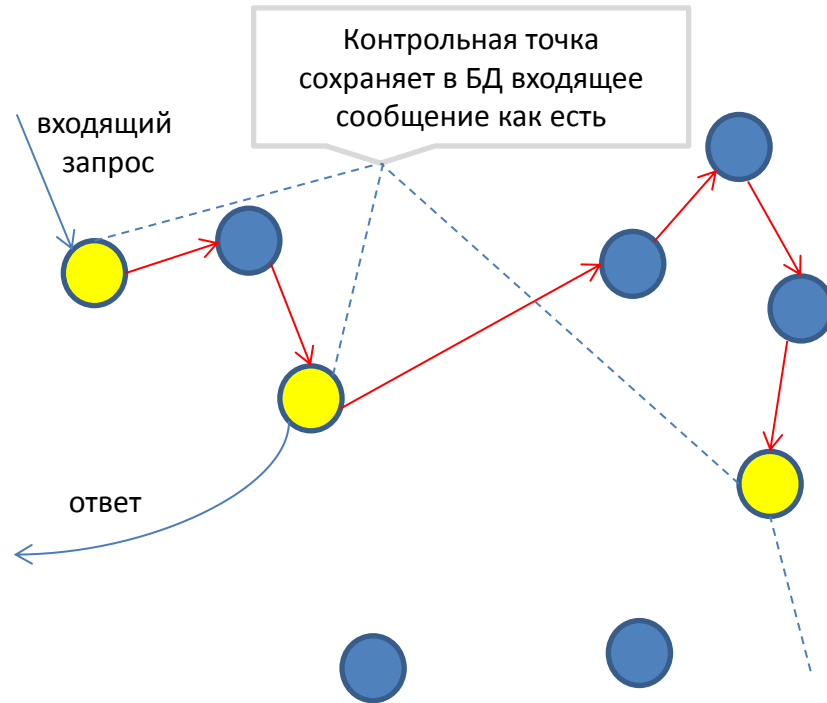 Контрольная точка
сохраняет в БД входящее
сообщение как есть
входящий
запрос
ответ